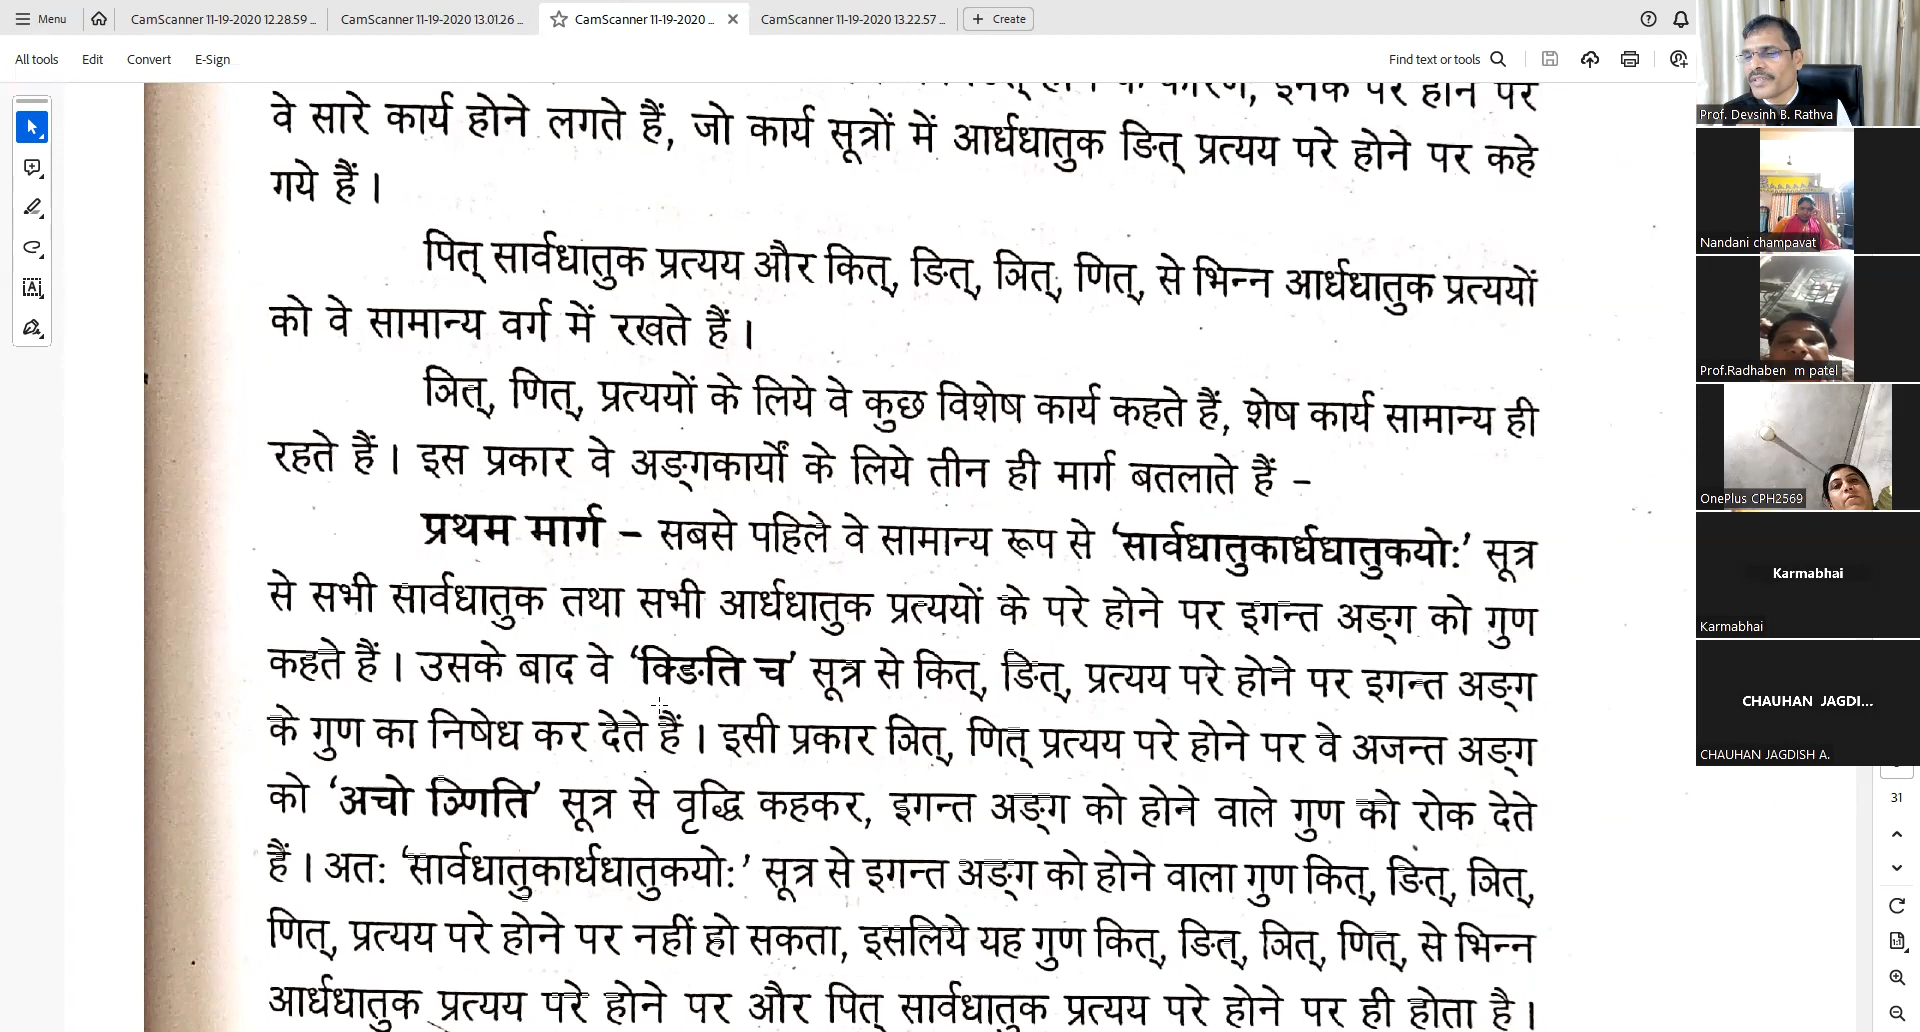 Menu
CamScanner 11-19-2020 12.28.59 ...
CamScanner 11-19-2020 13.01.26 ...
CamScanner 11-19-2020 ...
CamScanner 11-19-2020 13.22.57 ...
Create
All tools
Edit
Convert
E-Sign
Find text or tools
कारण, इनके परे होने पर
वे सारे कार्य होने लगते हैं, जो कार्य सूत्रों में आर्धधातुक ङित् प्रत्यय परे होने पर कहे
गये हैं ।
पित् सार्वधातुक प्रत्यय और कित्, ङित्, ञित्, णित्, से भिन्न आर्धधातुक प्रत्ययों
को वे सामान्य वर्ग में रखते हैं ।
ञित्, णित्, प्रत्ययों के लिये वे कुछ विशेष कार्य कहते हैं, शेष कार्य सामान्य ही
रहते हैं । इस प्रकार वे अङ्गकार्यों के लिये तीन ही मार्ग बतलाते हैं –
प्रथम मार्ग – सबसे पहिले वे सामान्य रूप से ‘सार्वधातुकार्धधातुकयोः’ सूत्र
से सभी सार्वधातुक तथा सभी आर्धधातुक प्रत्ययों के परे होने पर इगन्त अङ्ग को गुण
कहते हैं । उसके बाद वे ‘क्ङिति च’ सूत्र से कित्, ङित्, प्रत्यय परे होने पर इगन्त अङ्ग
के गुण का निषेध कर देते हैं । इसी प्रकार ञित्, णित् प्रत्यय परे होने पर वे अजन्त अङ्ग
को ‘अचो ञ्णिति’ सूत्र से वृद्धि कहकर, इगन्त अङ्ग को होने वाले गुण को रोक देते
हैं । अतः ‘सार्वधातुकार्धधातुकयोः’ सूत्र से इगन्त अङ्ग को होने वाला गुण कित्, ङित्, ञित्,
णित्, प्रत्यय परे होने पर नहीं हो सकता, इसलिये यह गुण कित्, ङित्, ञित्, णित्, से भिन्न
आर्धधातुक प्रत्यय परे होने पर और पित् सार्वधातुक प्रत्यय परे होने पर ही होता है ।
Prof. Devsinh B. Rathva
Nandani champavat
Prof.Radhaben m patel
OnePlus CPH2569
Karmabhai
Karmabhai
CHAUHAN JAGDI...
CHAUHAN JAGDISH A.
31